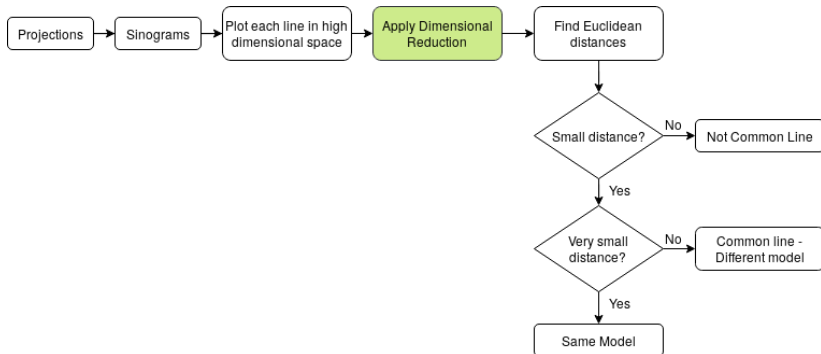 Projections
Sinograms
Plot each line in high
dimensional space
Apply Dimensional
Reduction
Find Euclidean
distances
Small distance?
No
Not Common Line
Yes
Very small
distance?
No
Common line -
Different model
Yes
Same Model